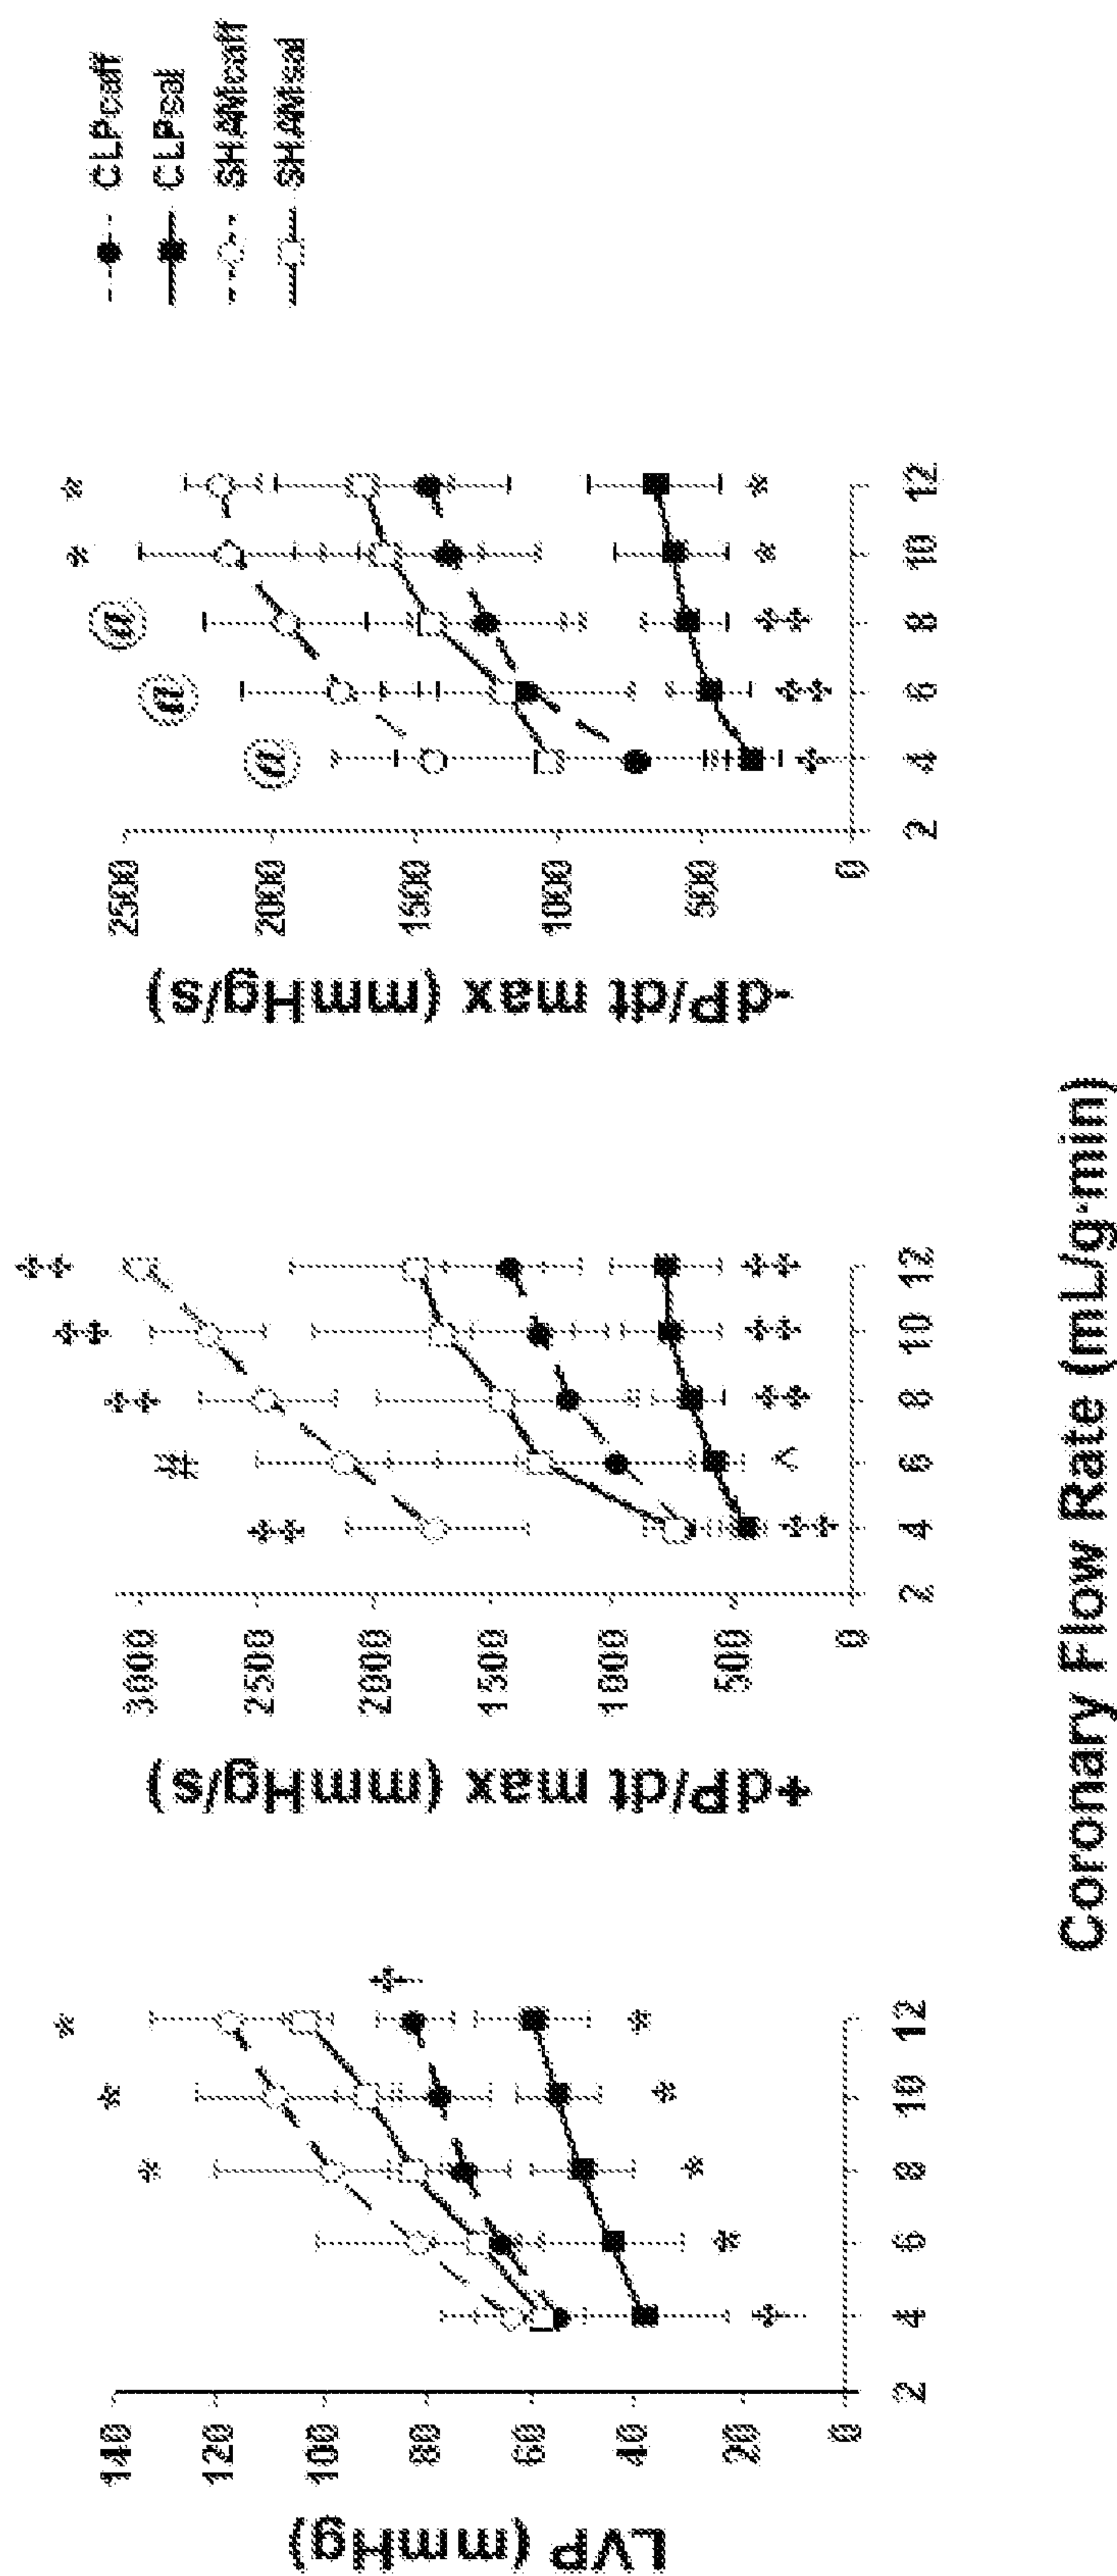 CLPcaff
CLPsal
SHAMcaff
SHAMsal
LVP (mmHg)
140
120
100
80
60
40
20
0
2 4 6 8 10 12
* * *
‡
‡ * * * *
+dP/dt max (mmHg/s)
3000
2500
2000
1500
1000
500
0
2 4 6 8 10 12
‡‡ # ‡‡ ‡‡ ‡‡
‡‡ ^ ‡‡ ‡‡ ‡‡
-dP/dt max (mmHg/s)
2500
2000
1500
1000
500
0
2 4 6 8 10 12
@ @ @ * *
‡ ‡‡ ‡‡ * *
Coronary Flow Rate (mL/g·min)